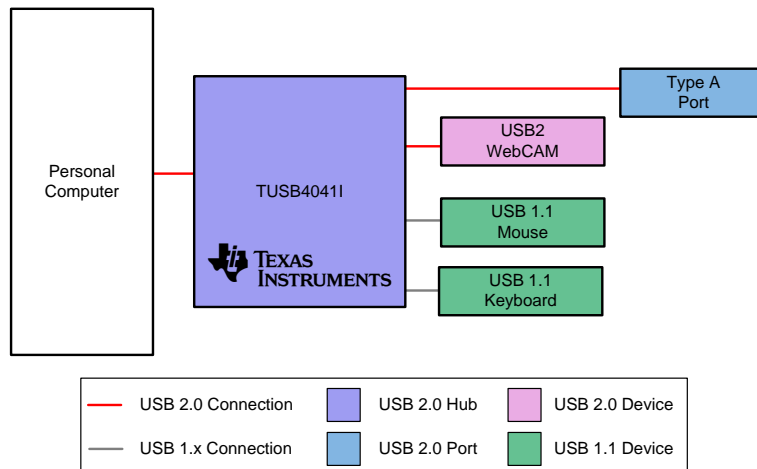 Personal
Computer
TUSB4041I
TEXAS
INSTRUMENTS
Type A
Port
USB2
WebCAM
USB 1.1
Mouse
USB 1.1
Keyboard
USB 2.0 Connection
USB 2.0 Hub
USB 2.0 Device
USB 1.x Connection
USB 2.0 Port
USB 1.1 Device